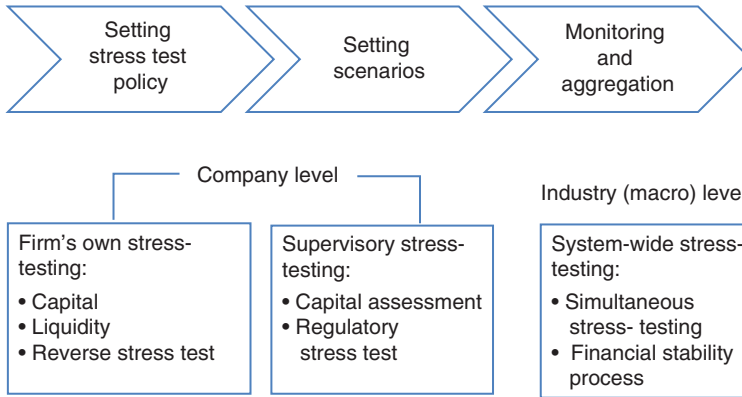 Setting
stress test
policy
Setting
scenarios
Monitoring
and
aggregation
Company level
Industry (macro) leve
Firm's own stress-
testing:
• Capital
• Liquidity
• Reverse stress test
Supervisory stress-
testing:
• Capital assessment
• Regulatory
stress test
System-wide stress-
testing:
• Simultaneous
stress- testing
• Financial stability
process